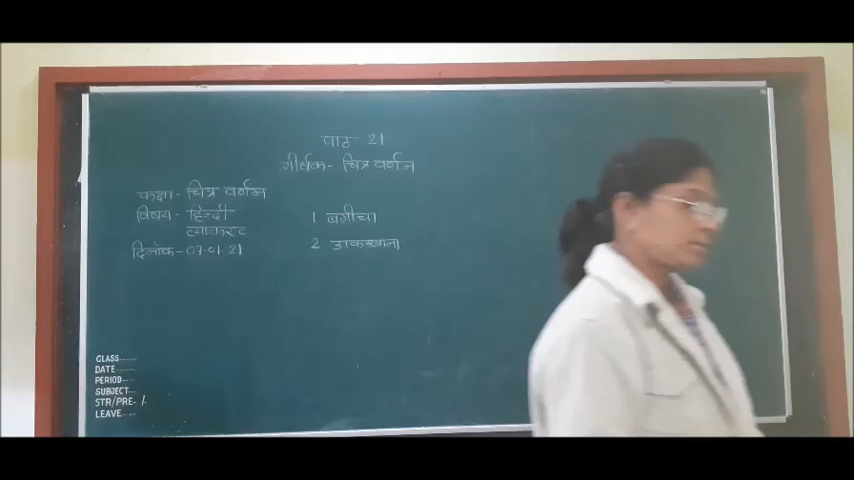 पाठ 21
शीर्षक - चित्र वर्णन
कक्षा - चित्र वर्णन
विषय - हिन्दी
व्याकरण
दिनाँक - 07.01.21
1 बगीचा
2 डाकखाना
CLASS
DATE
PERIOD
SUBJECT
STR/PRE- /
LEAVE